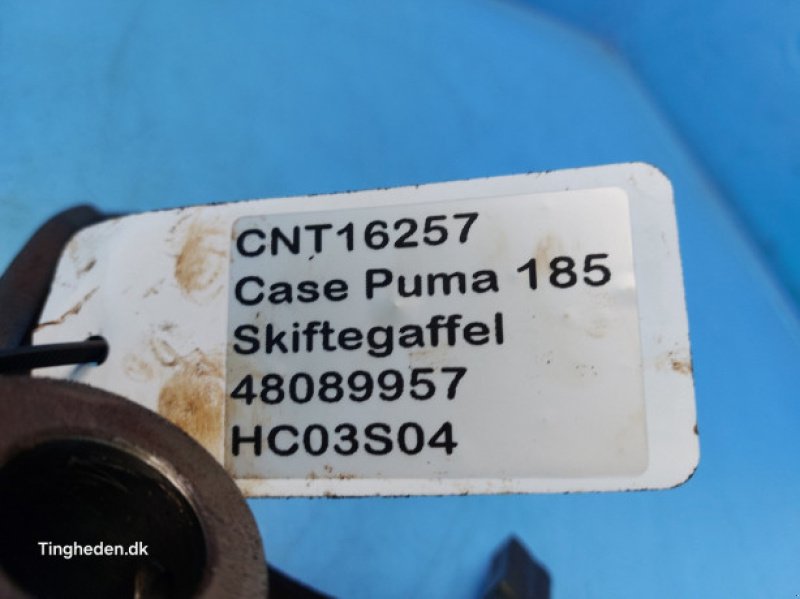 CNT16257
Case Puma 185
Skiftegaffel
48089957
HC03S04
Tingheden.dk